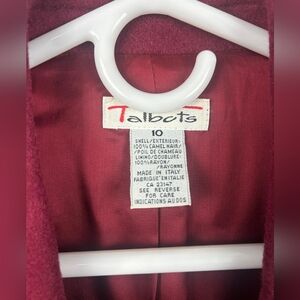 Talbots
10
SHELL/EXTERIEUR:
100% CAMEL HAIR/
/POIL DE CHAMEAU
LINING/DOUBLURE:
100% RAYON/
/RAYONNE
MADE IN ITALY
FABRIQUE EN ITALIE
CA 23147
SEE REVERSE
FOR CARE
INDICATIONS AU DOS